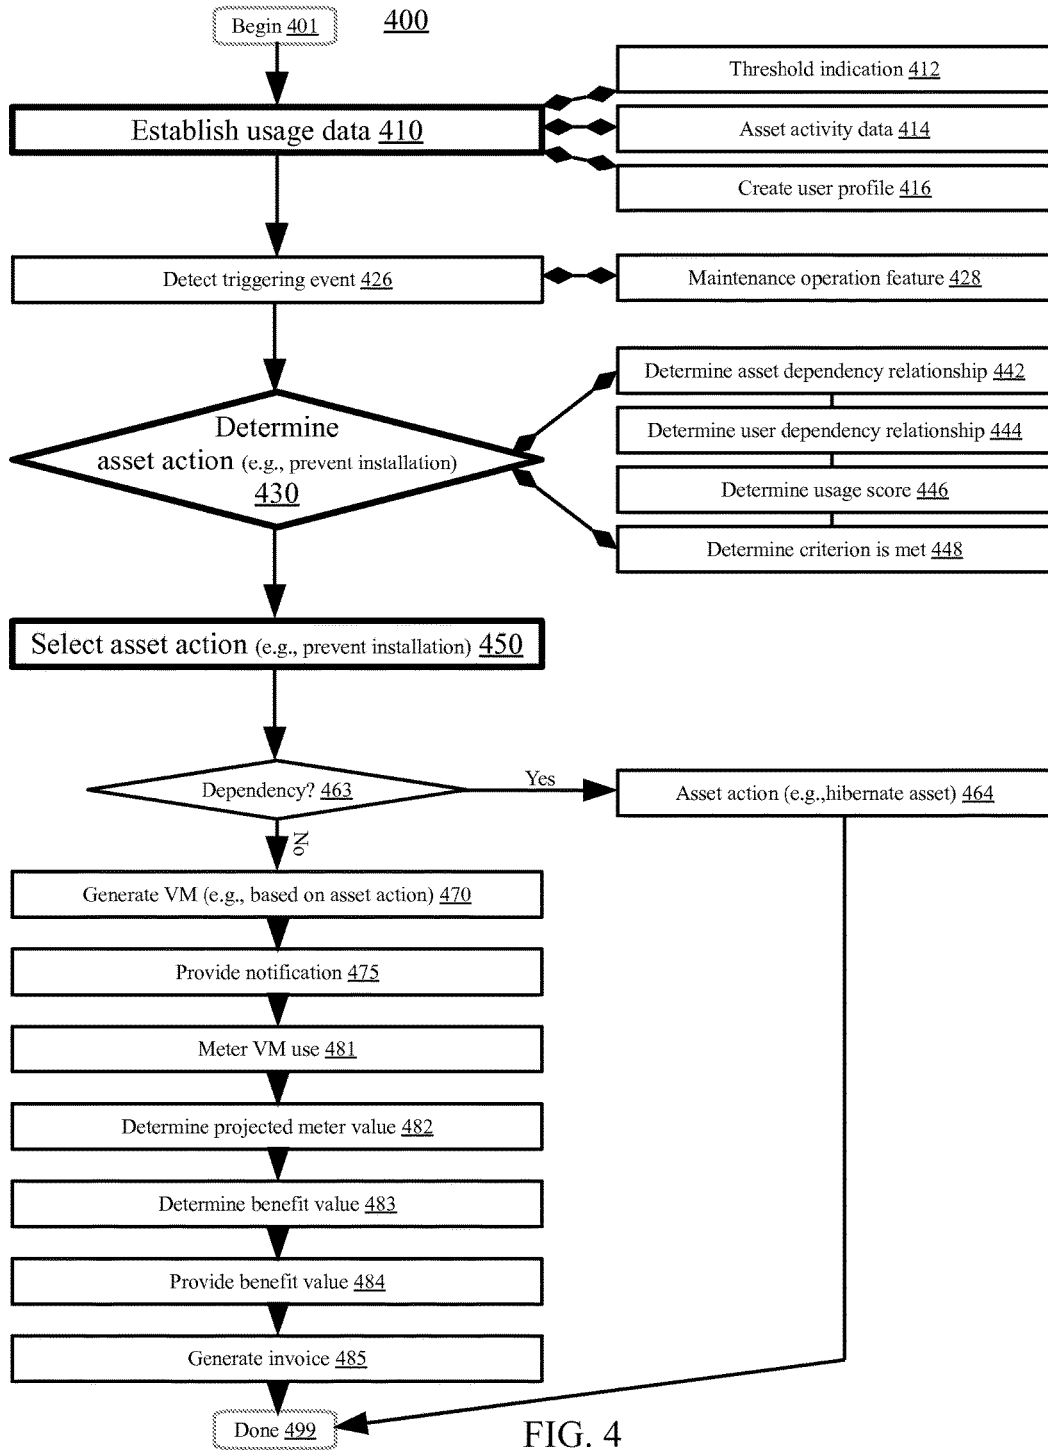 Begin 401
400
Threshold indication 412
Establish usage data 410
Asset activity data 414
Create user profile 416
Detect triggering event 426
Maintenance operation feature 428
Determine asset dependency relationship 442
Determine
asset action (e.g., prevent installation)
430
Determine user dependency relationship 444
Determine usage score 446
Determine criterion is met 448
Select asset action (e.g., prevent installation) 450
Dependency? 463
Yes
Asset action (e.g.,hibernate asset) 464
No
Generate VM (e.g., based on asset action) 470
Provide notification 475
Meter VM use 481
Determine projected meter value 482
Determine benefit value 483
Provide benefit value 484
Generate invoice 485
Done 499
FIG. 4